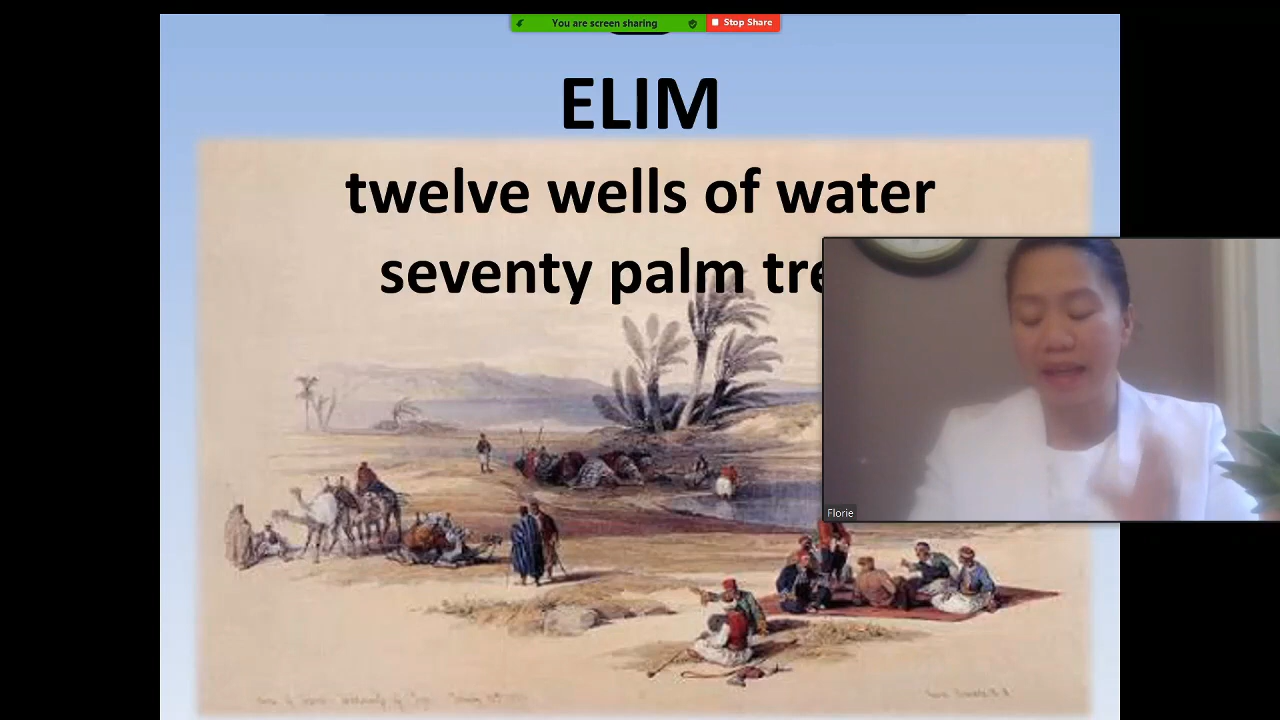 You are screen sharing
Stop Share
ELIM
twelve wells of water
seventy palm tre
Florie